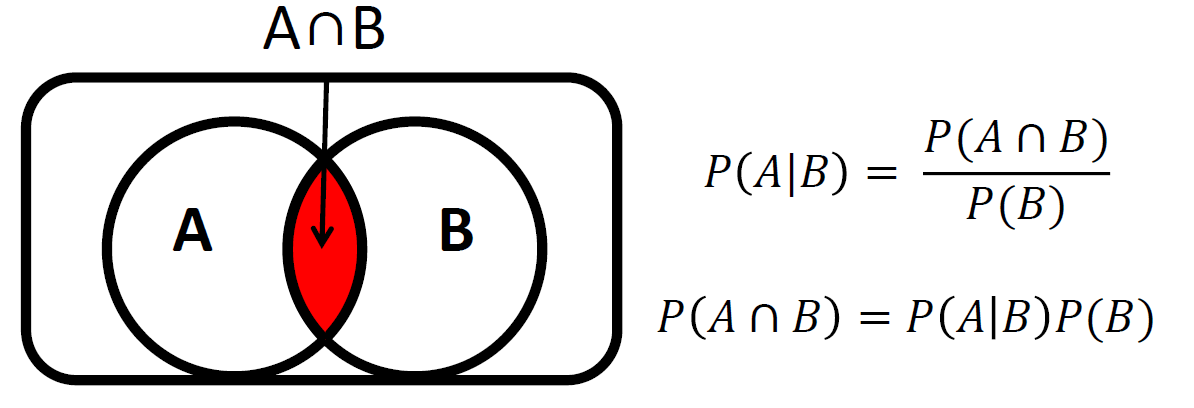 A∩B
A
B
P(A|B) = P(A ∩ B) / P(B)
P(A ∩ B) = P(A|B)P(B)